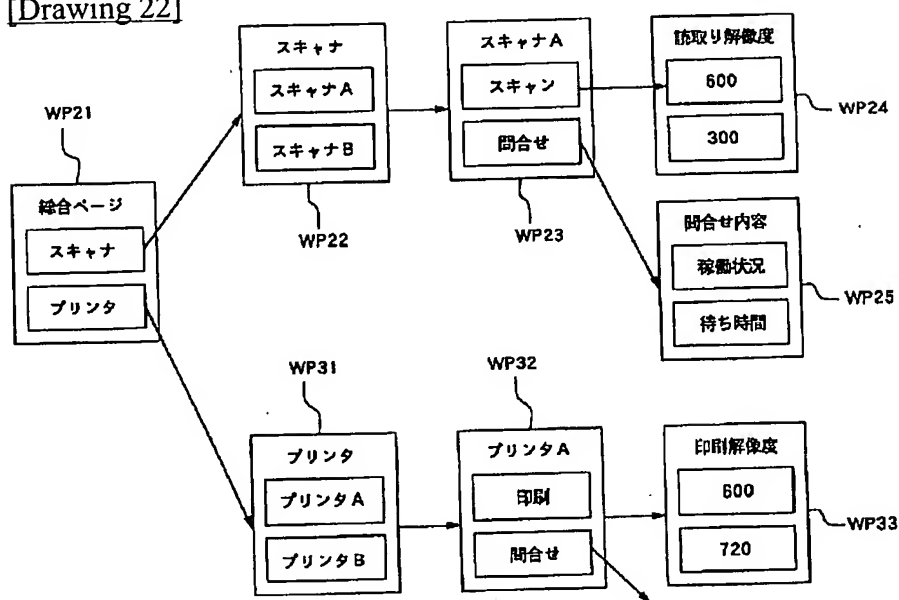 [Drawing 22]
WP21
総合ページ
スキャナ
プリンタ
スキャナ
スキャナA
スキャナB
WP22
スキャナA
スキャン
問合せ
WP23
読取り解像度
600
300
WP24
問合せ内容
稼働状況
待ち時間
WP25
WP31
プリンタ
プリンタA
プリンタB
WP32
プリンタA
印刷
問合せ
印刷解像度
600
720
WP33